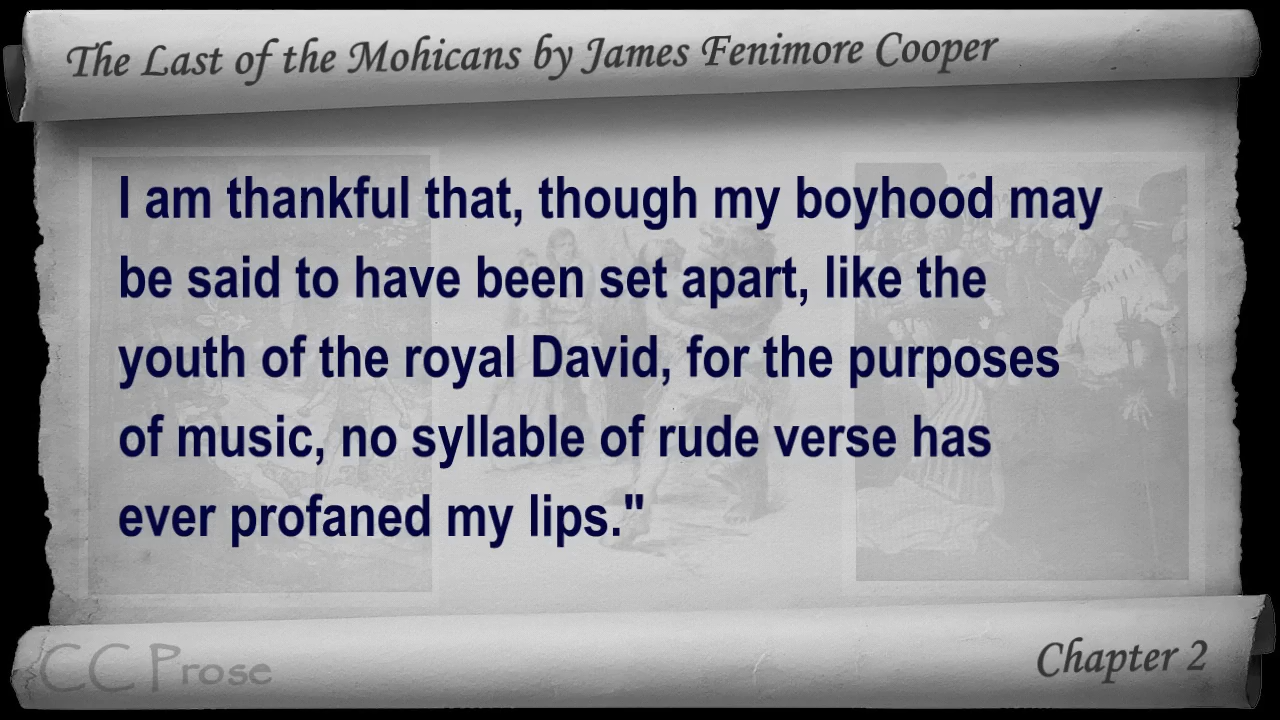 The Last of the Mohicans by James Fenimore Cooper
I am thankful that, though my boyhood may
be said to have been set apart, like the
youth of the royal David, for the purposes
of music, no syllable of rude verse has
ever profaned my lips."
CC Prose
Chapter 2